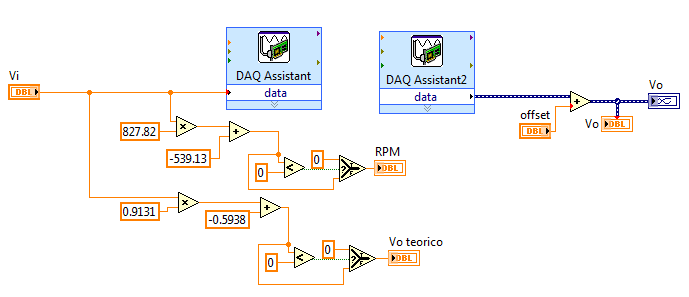 Vi
DBL
DAQ Assistant
data
DAQ Assistant2
data
offset
DBL
+
Vo
Vo
DBL
827.82
×
+
-539.13
0
<
0
?
T
F
RPM
DBL
0.9131
×
+
-0.5938
0
<
0
?
T
F
Vo teorico
DBL